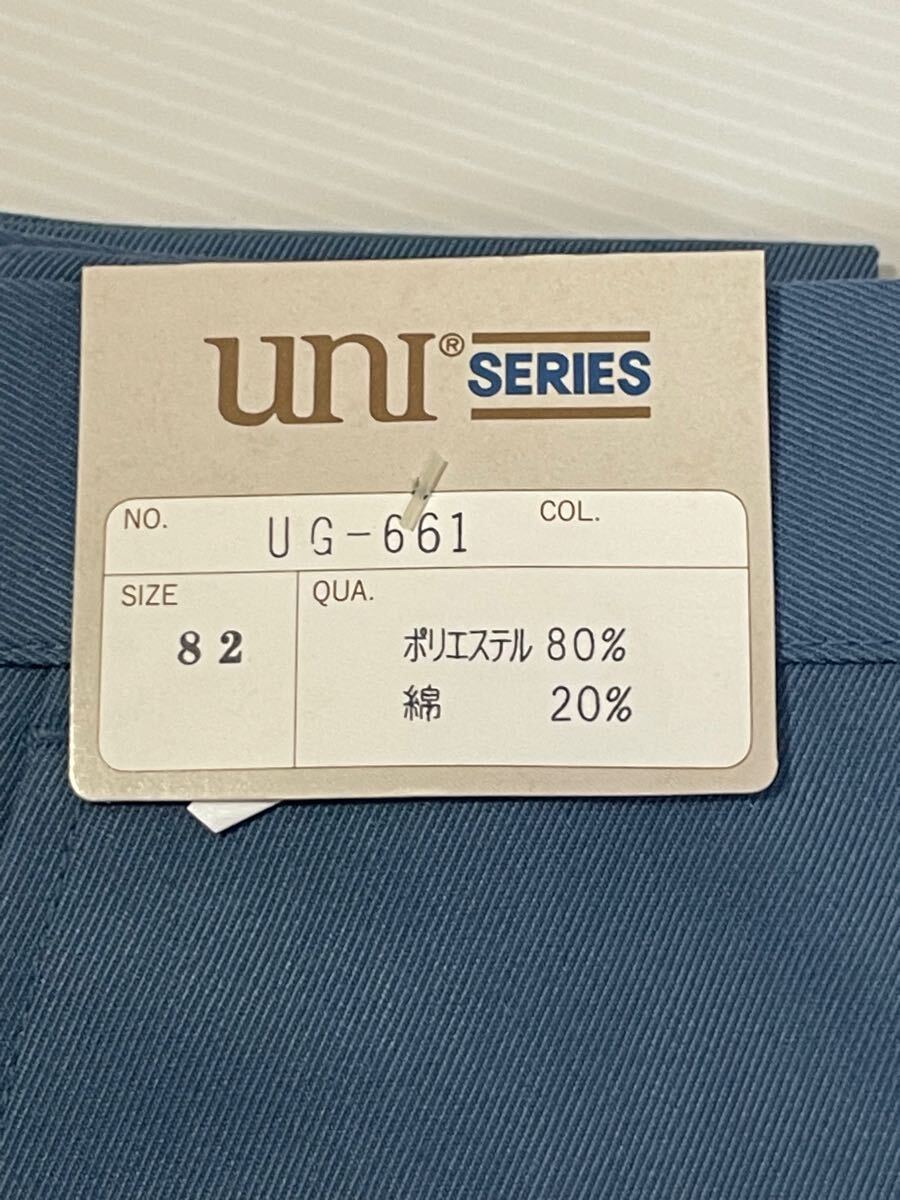 uni® SERIES
NO. UG-661 COL.
SIZE QUA.
82 ポリエステル 80%
綿 20%